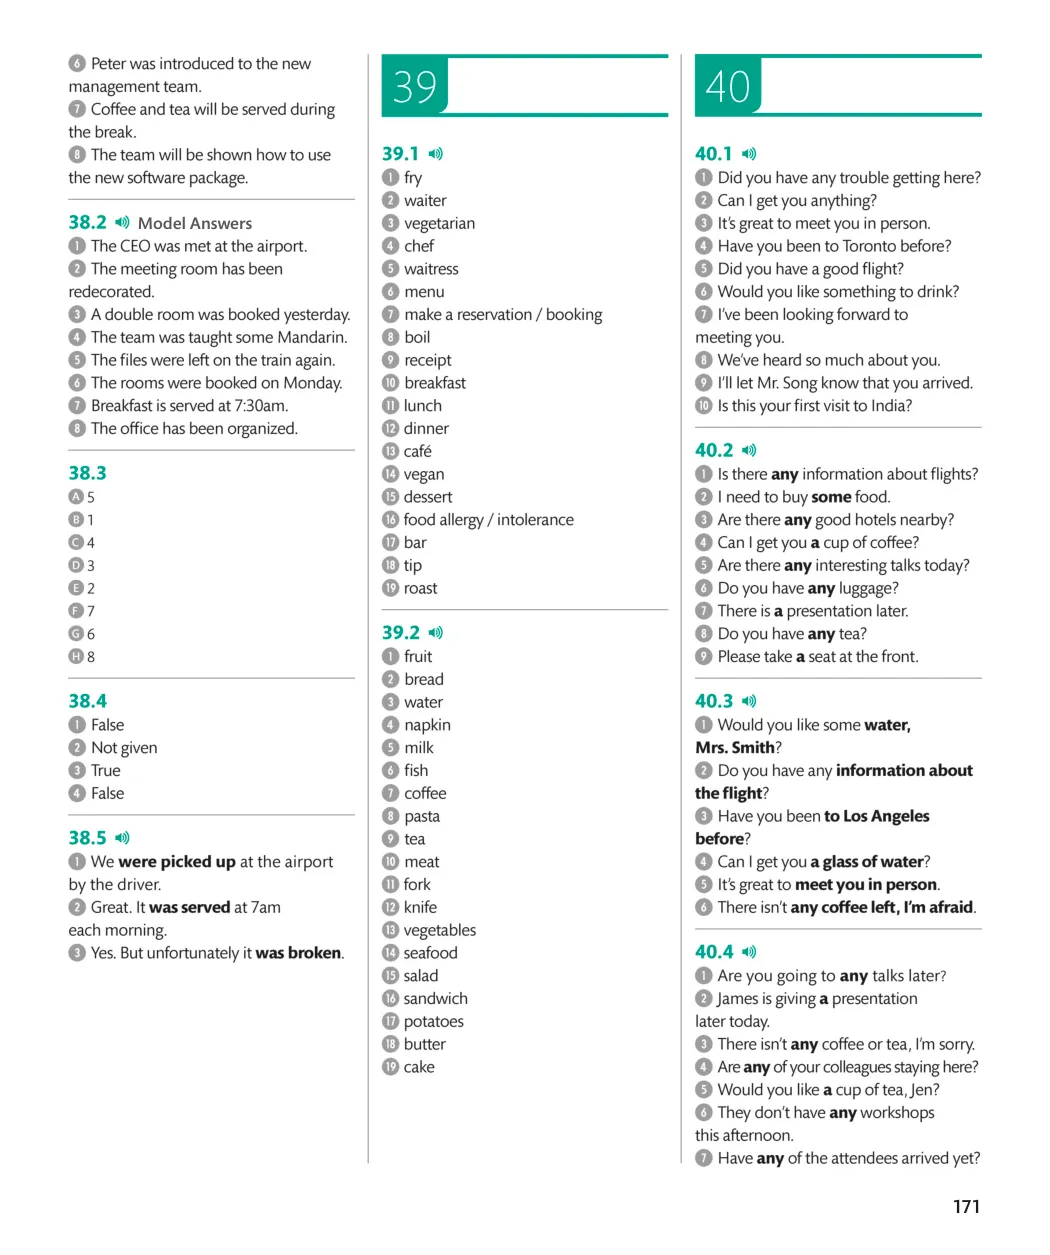 6 Peter was introduced to the new
management team.
7 Coffee and tea will be served during
the break.
8 The team will be shown how to use
the new software package.
38.2 Model Answers
1 The CEO was met at the airport.
2 The meeting room has been
redecorated.
3 A double room was booked yesterday.
4 The team was taught some Mandarin.
5 The files were left on the train again.
6 The rooms were booked on Monday.
7 Breakfast is served at 7:30am.
8 The office has been organized.
38.3
A 5
B 1
C 4
D 3
E 2
F 7
G 6
H 8
38.4
1 False
2 Not given
3 True
4 False
38.5
1 We were picked up at the airport
by the driver.
2 Great. It was served at 7am
each morning.
3 Yes. But unfortunately it was broken.
39
39.1
1 fry
2 waiter
3 vegetarian
4 chef
5 waitress
6 menu
7 make a reservation / booking
8 boil
9 receipt
10 breakfast
11 lunch
12 dinner
13 café
14 vegan
15 dessert
16 food allergy / intolerance
17 bar
18 tip
19 roast
39.2
1 fruit
2 bread
3 water
4 napkin
5 milk
6 fish
7 coffee
8 pasta
9 tea
10 meat
11 fork
12 knife
13 vegetables
14 seafood
15 salad
16 sandwich
17 potatoes
18 butter
19 cake
40
40.1
1 Did you have any trouble getting here?
2 Can I get you anything?
3 It's great to meet you in person.
4 Have you been to Toronto before?
5 Did you have a good flight?
6 Would you like something to drink?
7 I've been looking forward to
meeting you.
8 We've heard so much about you.
9 I'll let Mr. Song know that you arrived.
10 Is this your first visit to India?
40.2
1 Is there any information about flights?
2 I need to buy some food.
3 Are there any good hotels nearby?
4 Can I get you a cup of coffee?
5 Are there any interesting talks today?
6 Do you have any luggage?
7 There is a presentation later.
8 Do you have any tea?
9 Please take a seat at the front.
40.3
1 Would you like some water,
Mrs. Smith?
2 Do you have any information about
the flight?
3 Have you been to Los Angeles
before?
4 Can I get you a glass of water?
5 It's great to meet you in person.
6 There isn't any coffee left, I'm afraid.
40.4
1 Are you going to any talks later?
2 James is giving a presentation
later today.
3 There isn't any coffee or tea, I'm sorry.
4 Are any of your colleagues staying here?
5 Would you like a cup of tea, Jen?
6 They don't have any workshops
this afternoon.
7 Have any of the attendees arrived yet?
171